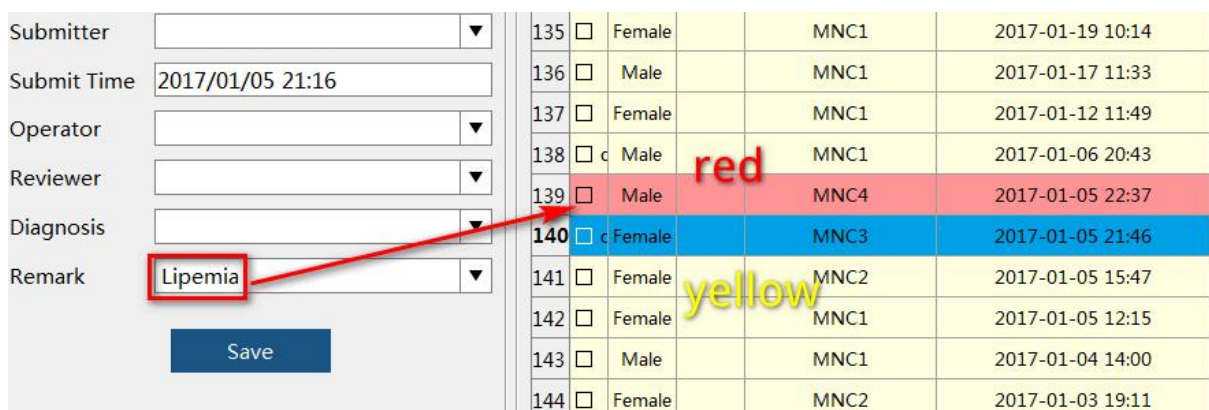 Submitter
Submit Time 2017/01/05 21:16
Operator
Reviewer
Diagnosis
Remark Lipemia
Save
135 Female MNC1 2017-01-19 10:14
136 Male MNC1 2017-01-17 11:33
137 Female MNC1 2017-01-12 11:49
138 c Male MNC1 2017-01-06 20:43
red
139 Male MNC4 2017-01-05 22:37
140 c Female MNC3 2017-01-05 21:46
141 Female MNC2 2017-01-05 15:47
yellow
142 Female MNC1 2017-01-05 12:15
143 Male MNC1 2017-01-04 14:00
144 Female MNC2 2017-01-03 19:11